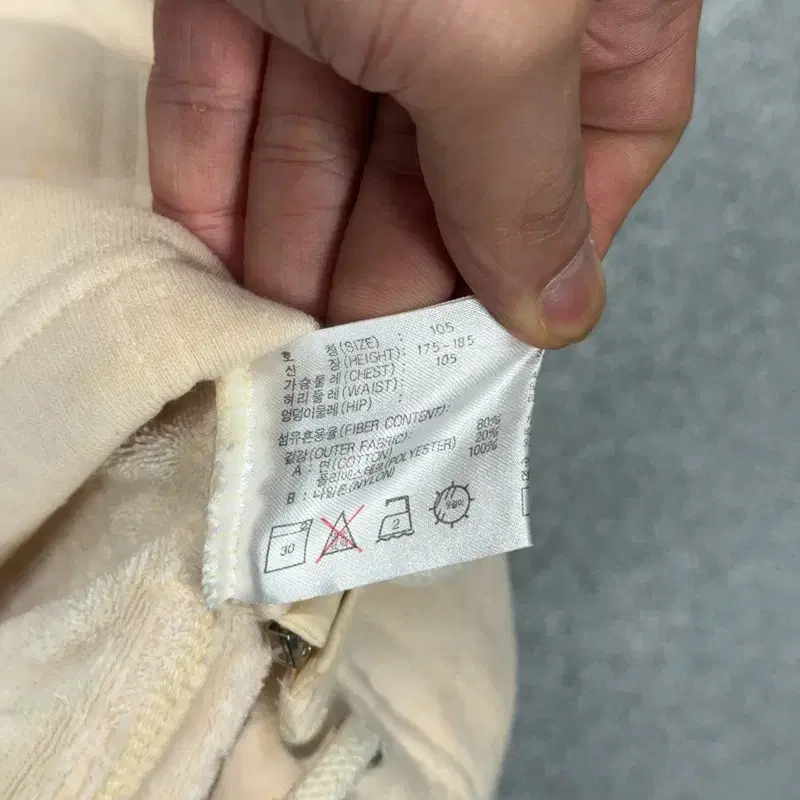 호 칭(SIZE) : 105
신 장(HEIGHT): 175-185
가슴둘레(CHEST) : 105
허리둘레(WAIST):
엉덩이둘레(HIP) :
섬유혼용율(FIBER CONTENT):
겉감(OUTER FABRIC):
A : 면(COTTON) 80%
폴리에스테르(POLYESTER) 20%
B : 나일론(NYLON) 100%
30 2